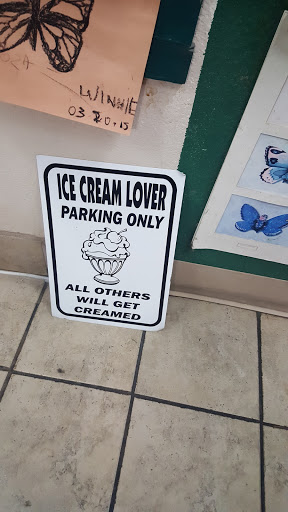 WINNIE
03 20.15
ICE CREAM LOVER
PARKING ONLY
ALL OTHERS
WILL GET
CREAMED